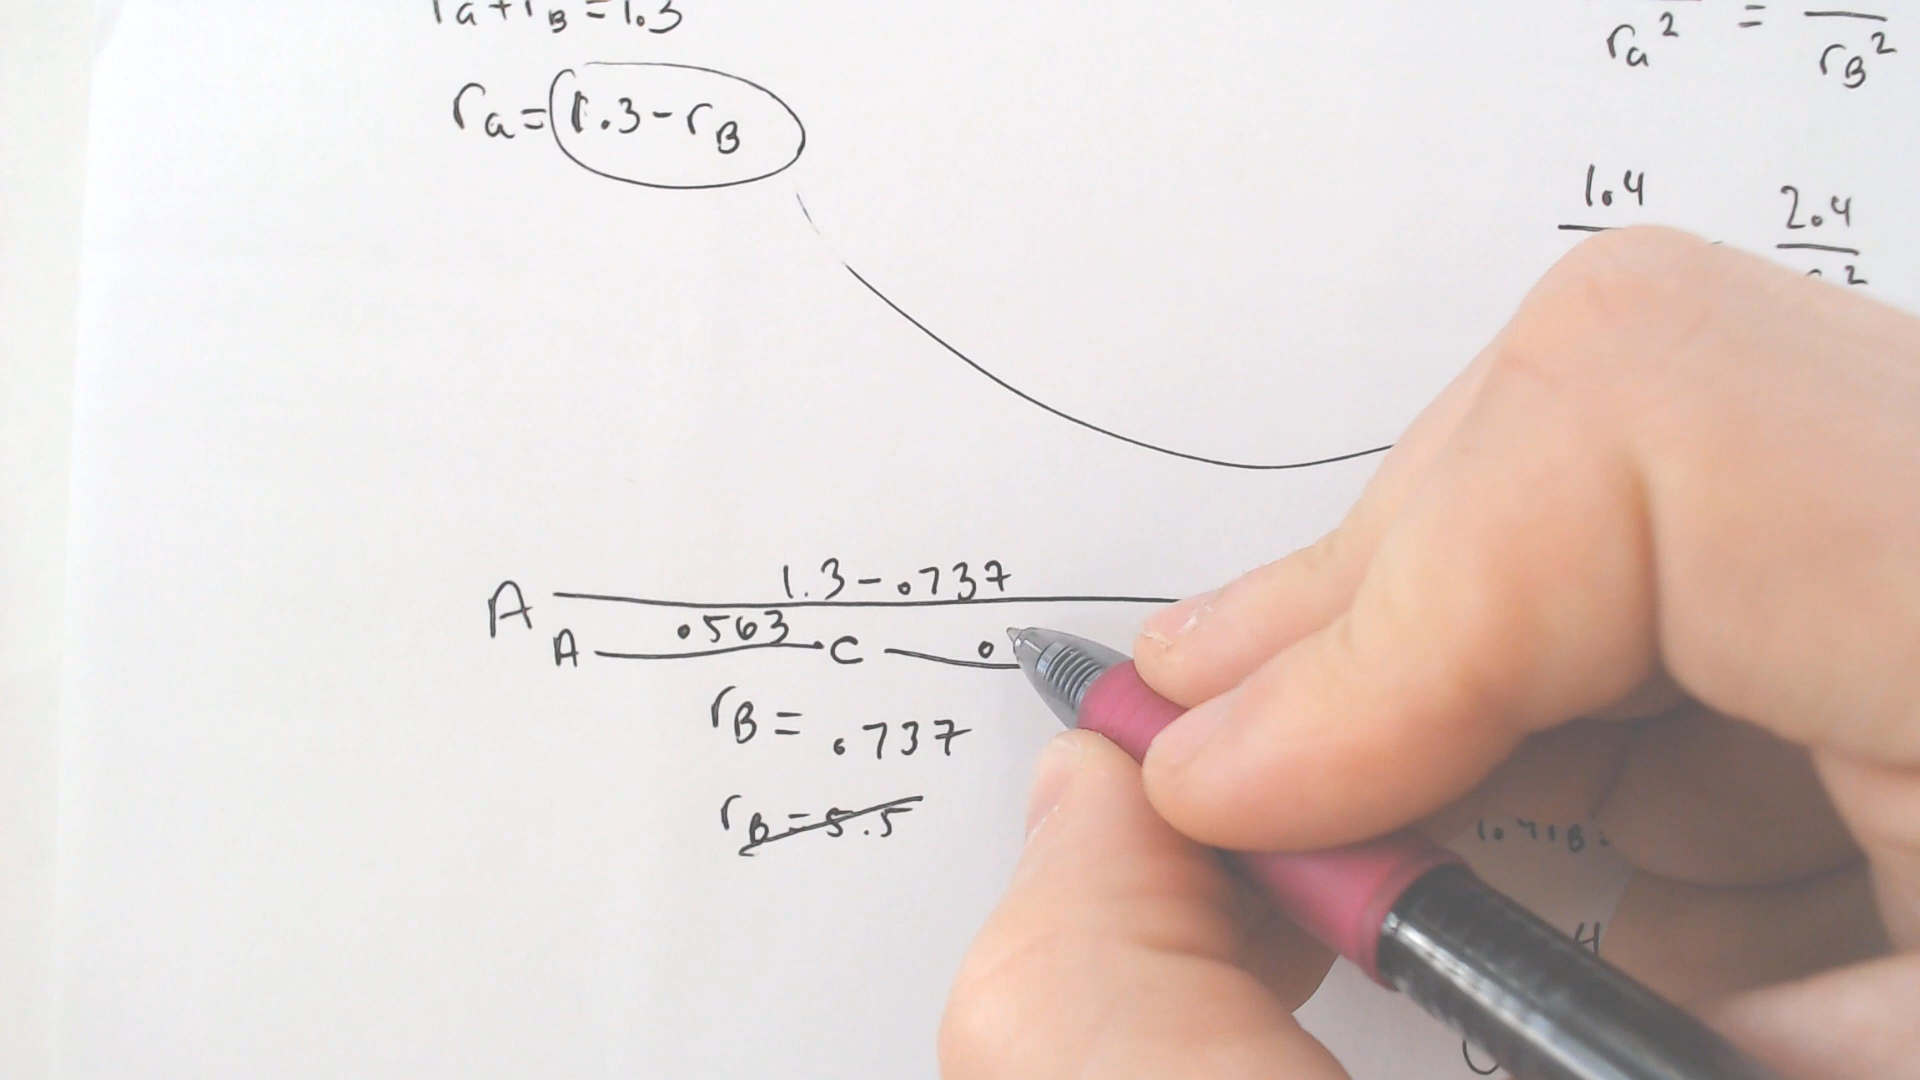 ra+rB=1.3
ra=1.3-rB
ra² = rB²
1.4 2.4
1.3-.737
A
A .563 C .
rB= .737
rB=5.5